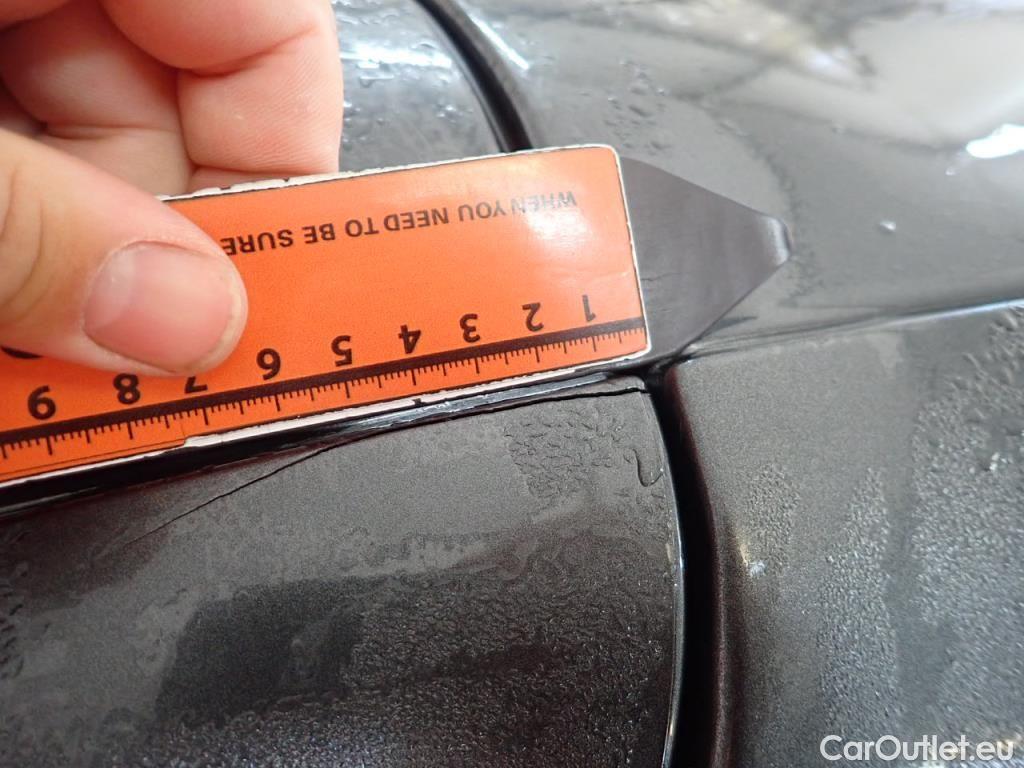 WHEN YOU NEED TO BE SURE
1 2 3 4 5 6 7 8 9
CarOutlet.eu